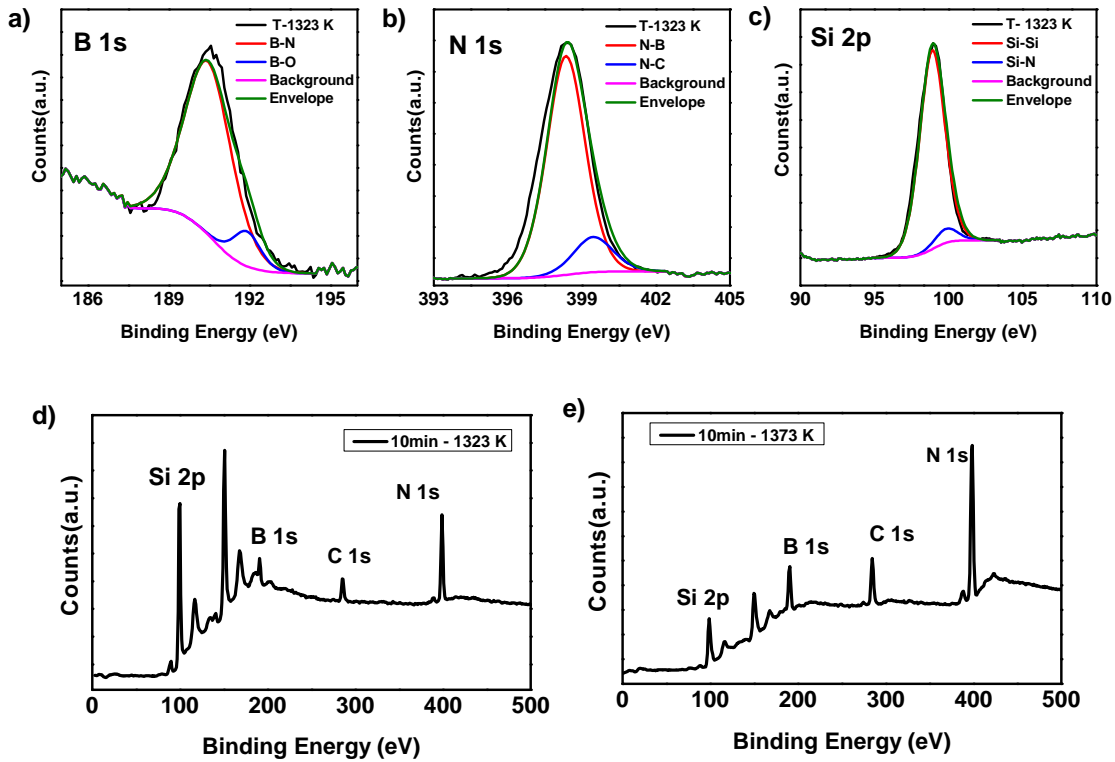 a)
B 1s
T-1323 K
B-N
B-O
Background
Envelope
Counts(a.u.)
186 189 192 195
Binding Energy (eV)
b)
N 1s
T- 1323 K
N-B
N-C
Background
Envelope
Counts(a.u.)
393 396 399 402 405
Binding Energy (eV)
c)
Si 2p
T- 1323 K
Si-Si
Si-N
Background
Envelope
Const(a.u.)
90 95 100 105 110
Binding Energy (eV)
d)
10min - 1323 K
Si 2p
B 1s
C 1s
N 1s
Counts(a.u.)
0 100 200 300 400 500
Binding Energy (eV)
e)
10min - 1373 K
Si 2p
B 1s
C 1s
N 1s
Counts(a.u.)
0 100 200 300 400 500
Binding Energy (eV)